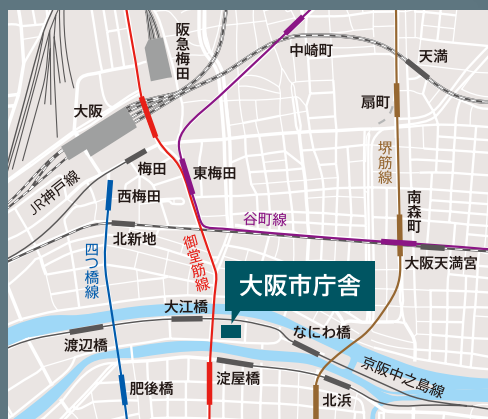 阪急梅田
中崎町
天満
大阪
扇町
堺筋線
梅田
東梅田
JR神戸線
西梅田
南森町
谷町線
北新地
御堂筋線
四つ橋線
大阪天満宮
大阪市庁舎
大江橋
なにわ橋
渡辺橋
京阪中之島線
肥後橋
淀屋橋
北浜